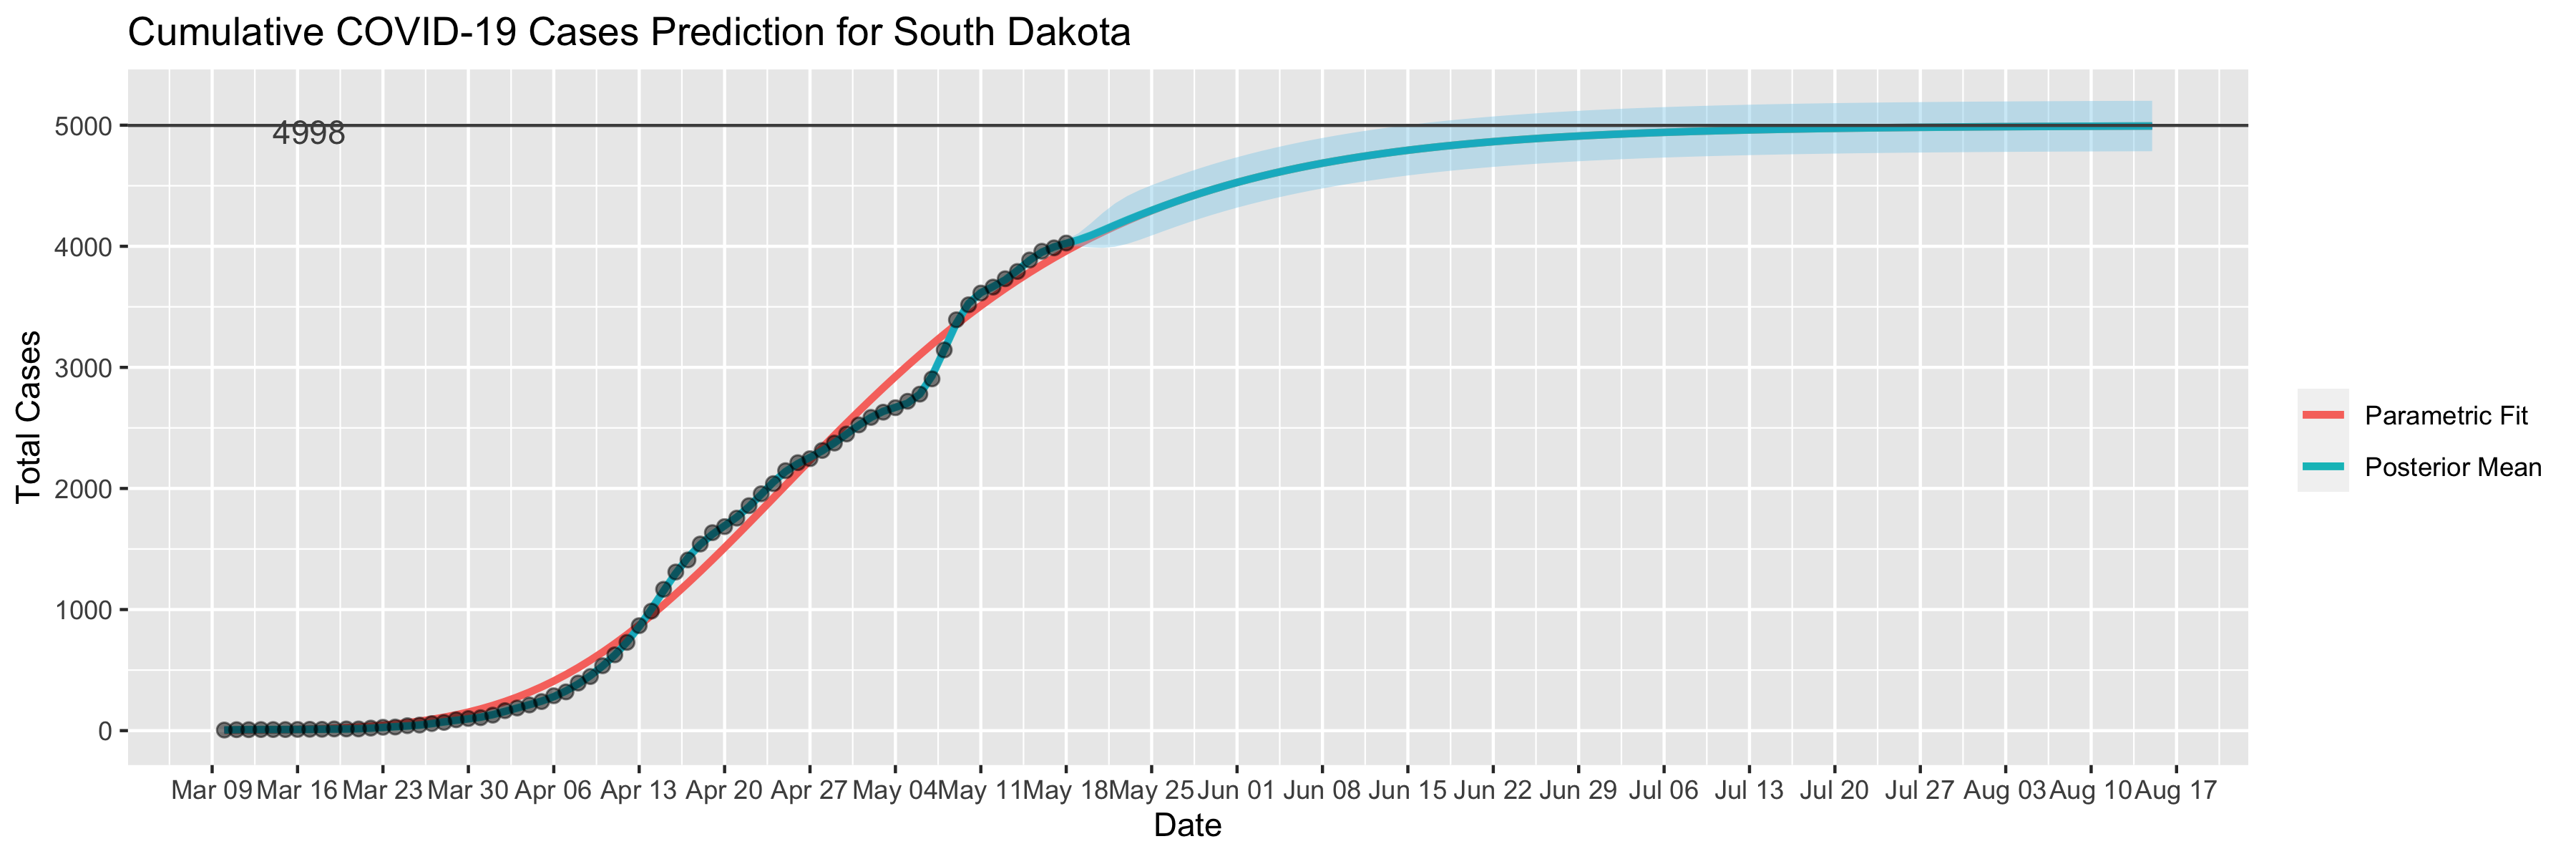 Cumulative COVID-19 Cases Prediction for South Dakota
4998
5000
4000
3000
2000
1000
0
Total Cases
Mar 09 Mar 16 Mar 23 Mar 30 Apr 06 Apr 13 Apr 20 Apr 27 May 04 May 11 May 18 May 25 Jun 01 Jun 08 Jun 15 Jun 22 Jun 29 Jul 06 Jul 13 Jul 20 Jul 27 Aug 03 Aug 10 Aug 17
Date
Parametric Fit
Posterior Mean